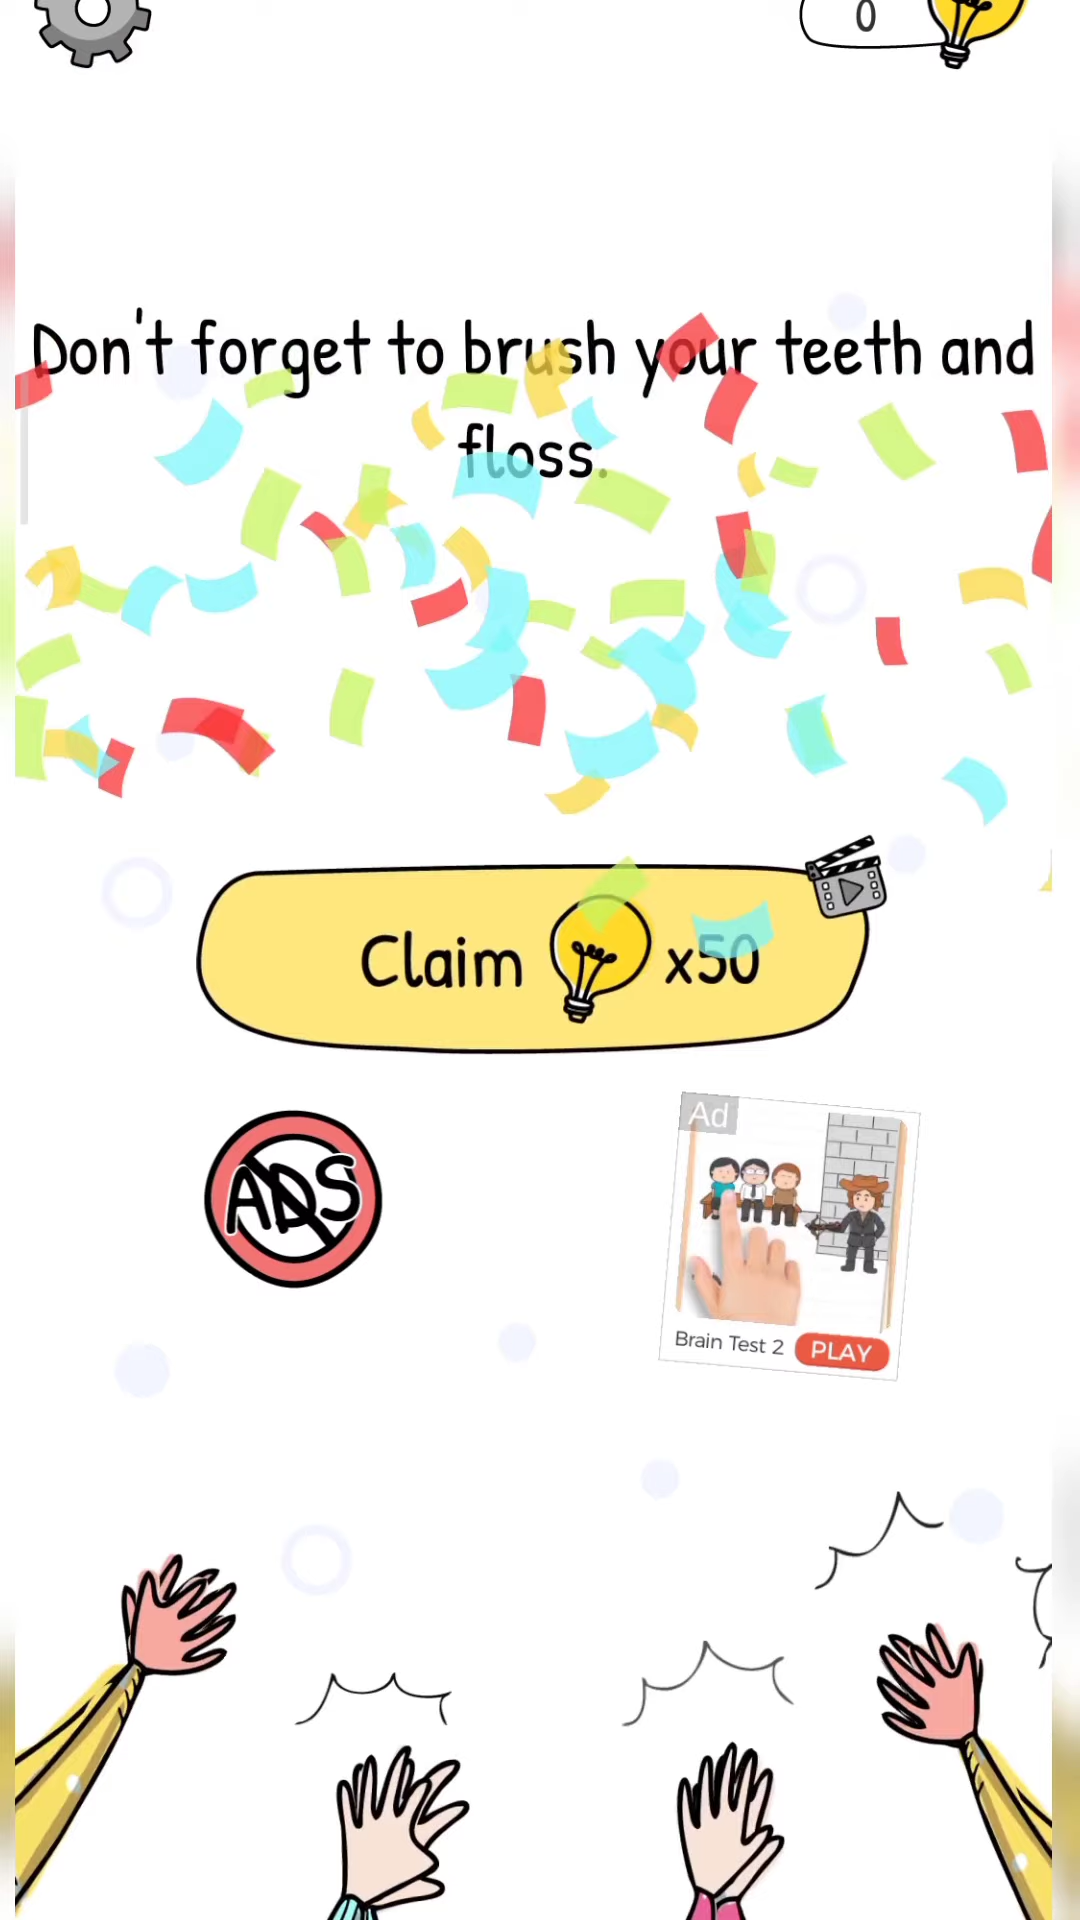 0
Don't forget to brush your teeth and
floss.
Claim x50
ADS
Ad
Brain Test 2 PLAY